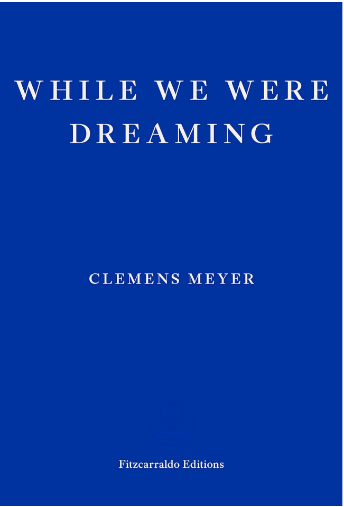 WHILE WE WERE
DREAMING
CLEMENS MEYER
Fitzcarraldo Editions